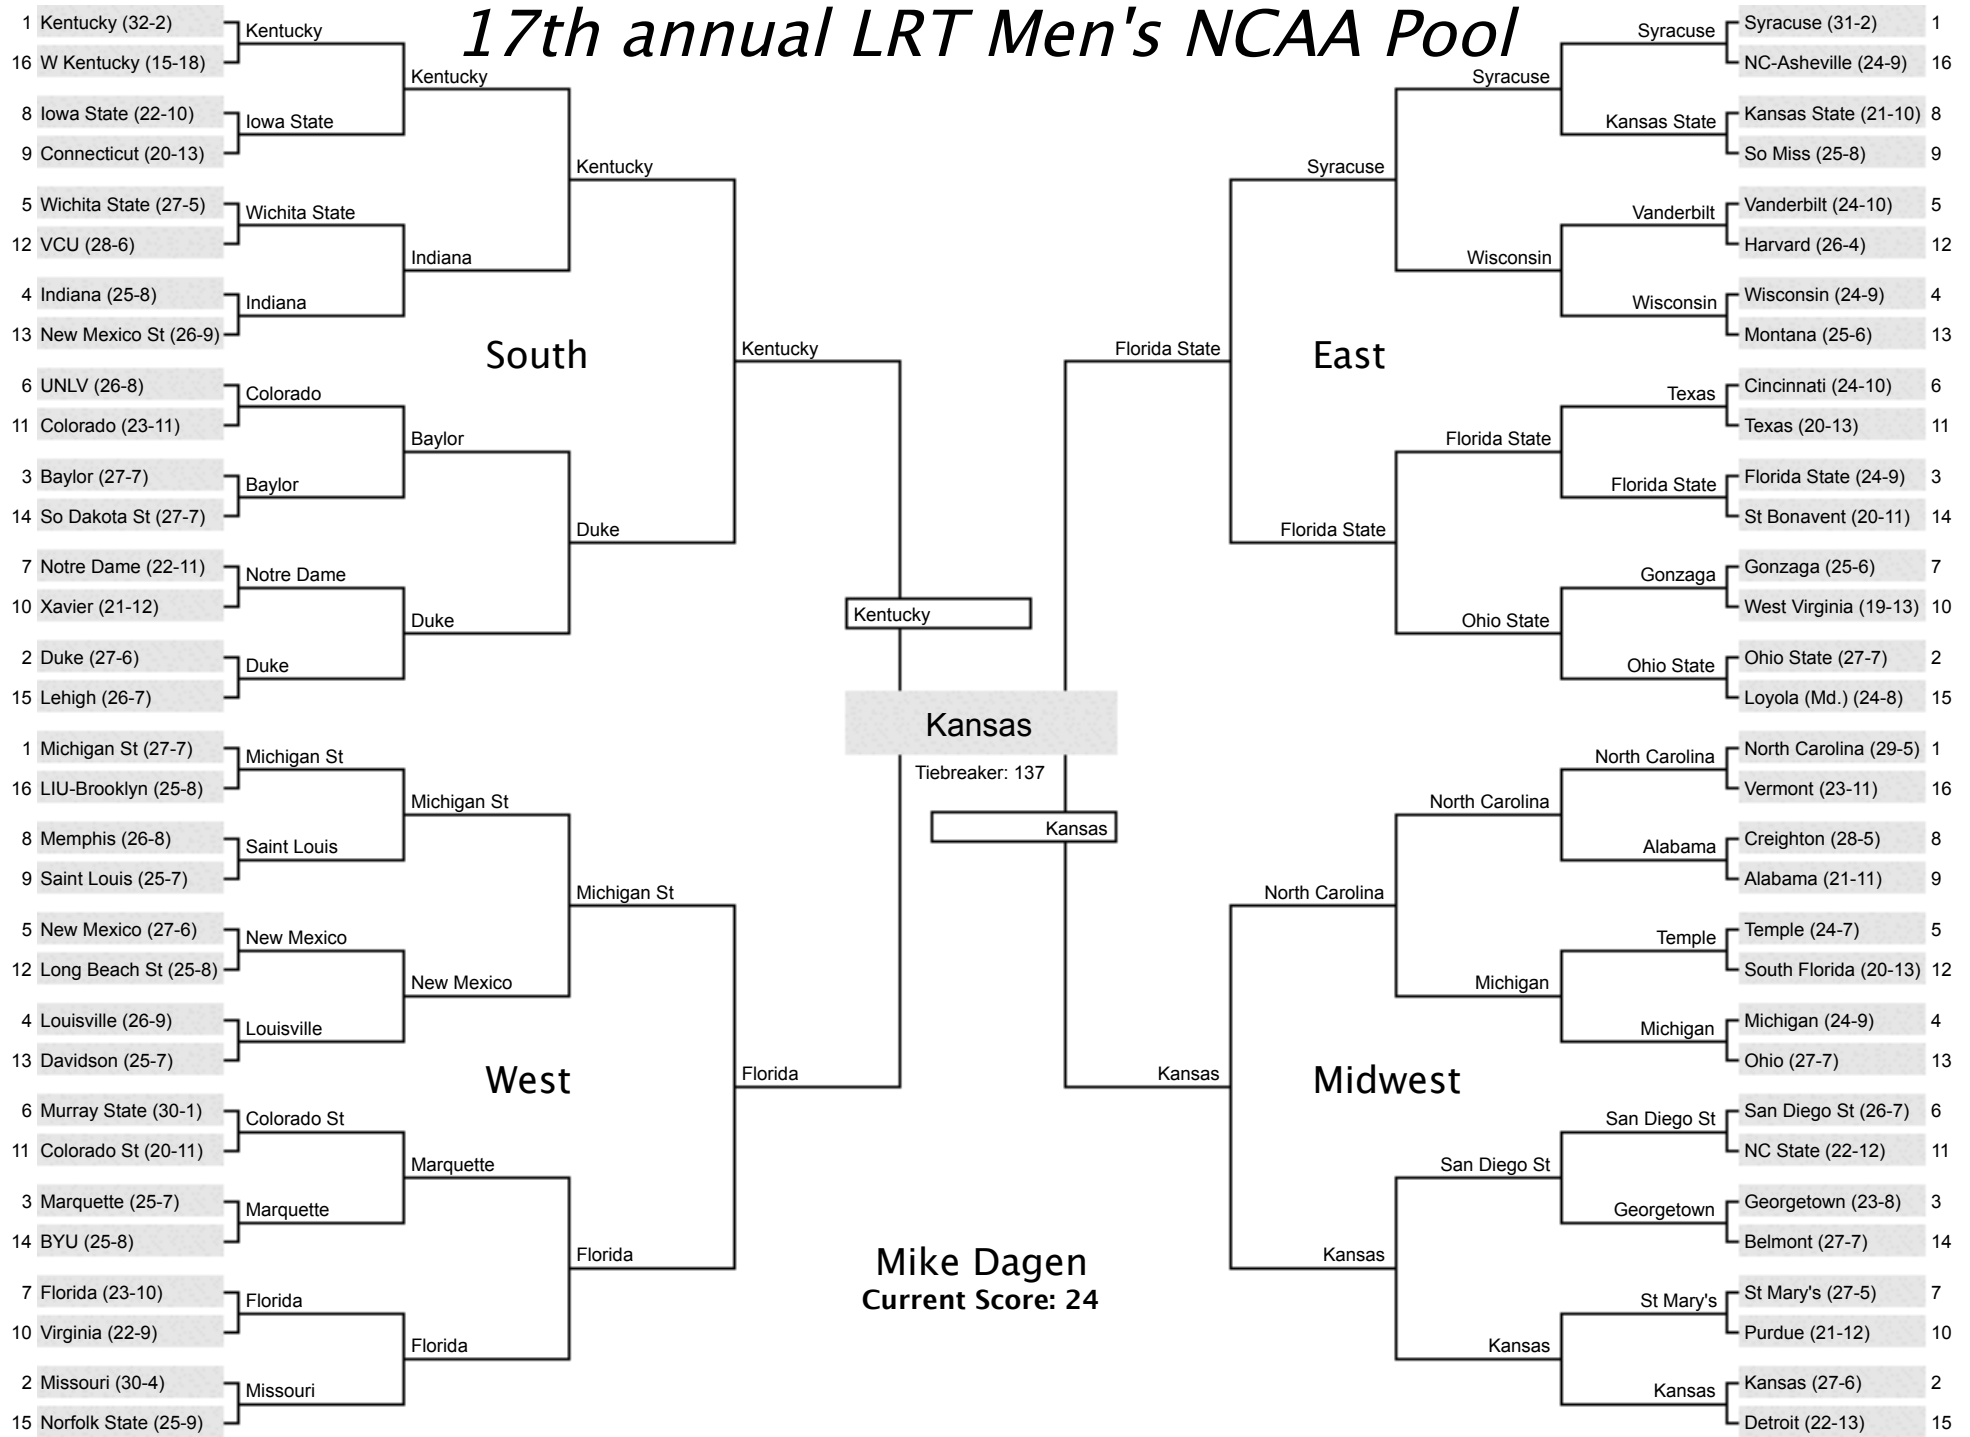 17th annual LRT Men's NCAA Pool
1 Kentucky (32-2)
Kentucky
16 W Kentucky (15-18)
Kentucky
8 Iowa State (22-10)
Iowa State
9 Connecticut (20-13)
Kentucky
5 Wichita State (27-5)
Wichita State
12 VCU (28-6)
Indiana
4 Indiana (25-8)
Indiana
13 New Mexico St (26-9)
South
Kentucky
6 UNLV (26-8)
Colorado
11 Colorado (23-11)
Baylor
3 Baylor (27-7)
Baylor
14 So Dakota St (27-7)
Duke
7 Notre Dame (22-11)
Notre Dame
10 Xavier (21-12)
Duke
2 Duke (27-6)
Duke
15 Lehigh (26-7)
1 Michigan St (27-7)
Michigan St
16 LIU-Brooklyn (25-8)
Michigan St
8 Memphis (26-8)
Saint Louis
9 Saint Louis (25-7)
Michigan St
5 New Mexico (27-6)
New Mexico
12 Long Beach St (25-8)
New Mexico
4 Louisville (26-9)
Louisville
13 Davidson (25-7)
West
Florida
6 Murray State (30-1)
Colorado St
11 Colorado St (20-11)
Marquette
3 Marquette (25-7)
Marquette
14 BYU (25-8)
Florida
7 Florida (23-10)
Florida
10 Virginia (22-9)
Florida
2 Missouri (30-4)
Missouri
15 Norfolk State (25-9)
Kentucky
Kansas
Tiebreaker: 137
Kansas
Mike Dagen
Current Score: 24
Syracuse (31-2) 1
Syracuse
NC-Asheville (24-9) 16
Syracuse
Kansas State (21-10) 8
Kansas State
So Miss (25-8) 9
Syracuse
Vanderbilt (24-10) 5
Vanderbilt
Harvard (26-4) 12
Wisconsin
Wisconsin (24-9) 4
Wisconsin
Montana (25-6) 13
East
Florida State
Cincinnati (24-10) 6
Texas
Texas (20-13) 11
Florida State
Florida State (24-9) 3
Florida State
St Bonavent (20-11) 14
Florida State
Gonzaga (25-6) 7
Gonzaga
West Virginia (19-13) 10
Ohio State
Ohio State (27-7) 2
Ohio State
Loyola (Md.) (24-8) 15
North Carolina (29-5) 1
North Carolina
Vermont (23-11) 16
North Carolina
Creighton (28-5) 8
Alabama
Alabama (21-11) 9
North Carolina
Temple (24-7) 5
Temple
South Florida (20-13) 12
Michigan
Michigan (24-9) 4
Michigan
Ohio (27-7) 13
Midwest
Kansas
San Diego St (26-7) 6
San Diego St
NC State (22-12) 11
San Diego St
Georgetown (23-8) 3
Georgetown
Belmont (27-7) 14
Kansas
St Mary's (27-5) 7
St Mary's
Purdue (21-12) 10
Kansas
Kansas (27-6) 2
Kansas
Detroit (22-13) 15